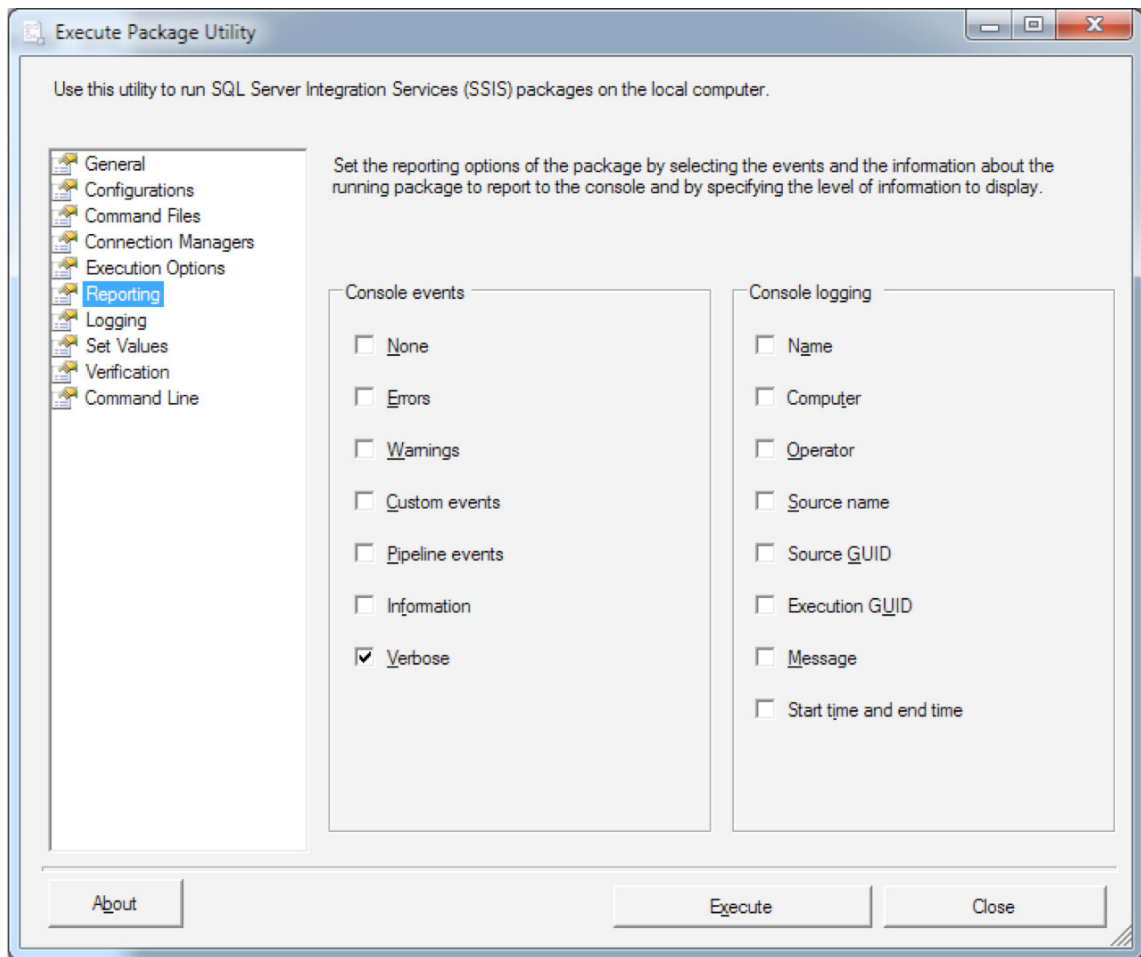 Execute Package Utility
Use this utility to run SQL Server Integration Services (SSIS) packages on the local computer.
General
Configurations
Command Files
Connection Managers
Execution Options
Reporting
Logging
Set Values
Verification
Command Line
Set the reporting options of the package by selecting the events and the information about the
running package to report to the console and by specifying the level of information to display.
Console events
None
Errors
Warnings
Custom events
Pipeline events
Information
Verbose
Console logging
Name
Computer
Operator
Source name
Source GUID
Execution GUID
Message
Start time and end time
About
Execute
Close